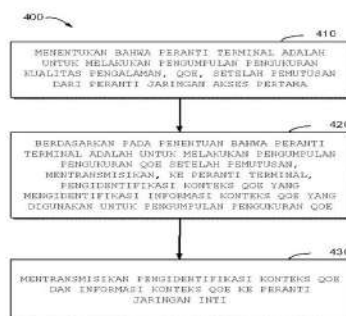 400
410
MENENTUKAN BAHWA PERANTI TERMINAL ADALAH
UNTUK MELAKUKAN PENGUMPULAN PENGUKURAN
KUALITAS PENGALAMAN, QOE, SETELAH PEMUTUSAN
DARI PERANTI JARINGAN AKSES PERTAMA
420
BERDASARKAN PADA PENENTUAN BAHWA PERANTI
TERMINAL ADALAH UNTUK MELAKUKAN PENGUMPULAN
PENGUKURAN QOE SETELAH PEMUTUSAN,
MENTRANSMISIKAN, KE PERANTI TERMINAL,
PENGIDENTIFIKASI KONTEKS QOE YANG
MENGIDENTIFIKASI INFORMASI KONTEKS QOE YANG
DIGUNAKAN UNTUK PENGUMPULAN PENGUKURAN QOE
430
MENTRANSMISIKAN PENGIDENTIFIKASI KONTEKS QOE
DAN INFORMASI KONTEKS QOE KE PERANTI
JARINGAN INTI